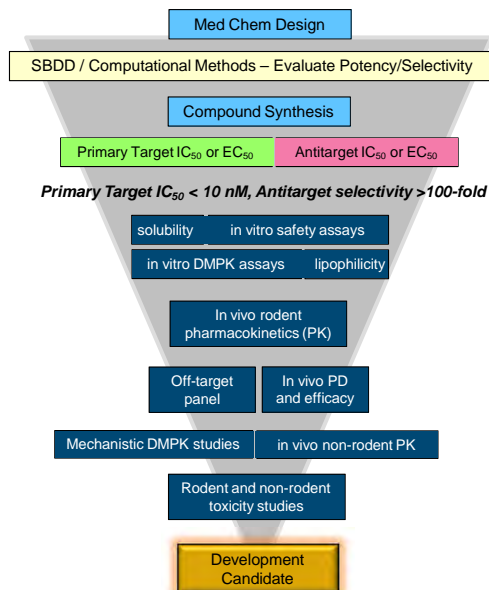 Med Chem Design
SBDD / Computational Methods – Evaluate Potency/Selectivity
Compound Synthesis
Primary Target IC50 or EC50
Antitarget IC50 or EC50
Primary Target IC50 < 10 nM, Antitarget selectivity >100-fold
solubility
in vitro safety assays
in vitro DMPK assays
lipophilicity
In vivo rodent
pharmacokinetics (PK)
Off-target
panel
In vivo PD
and efficacy
Mechanistic DMPK studies
in vivo non-rodent PK
Rodent and non-rodent
toxicity studies
Development
Candidate